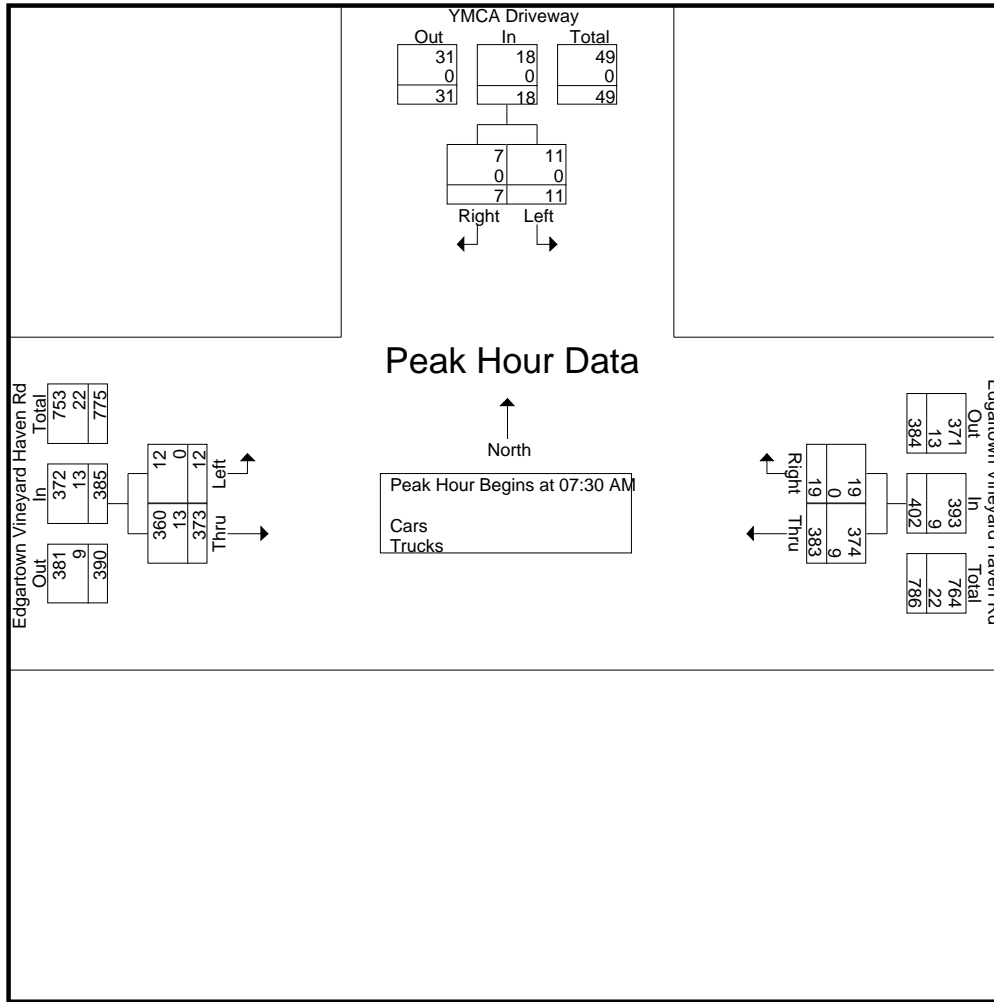 YMCA Driveway
Out In Total
31 18 49
0 0 0
31 18 49
7 11
0 0
7 11
Right Left
Peak Hour Data
North
Peak Hour Begins at 07:30 AM
Cars
Trucks
Edgartown Vineyard Haven Rd
Out In Total
381 372 753
9 13 22
390 385 775
Thru Left
360 12
13 0
373 12
Edgartown Vineyard Haven Rd
Out In Total
371 393 764
13 9 22
384 402 786
Right Thru
19 374
0 9
19 383